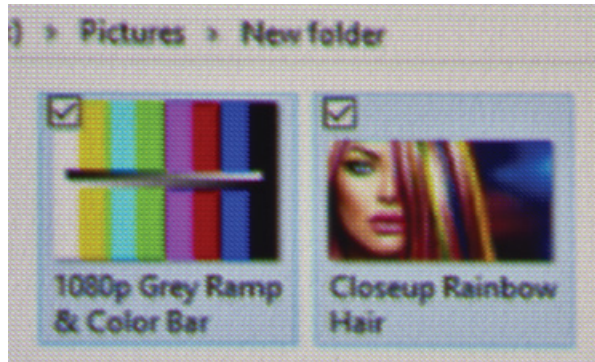 ) › Pictures › New folder
1080p Grey Ramp
& Color Bar
Closeup Rainbow
Hair